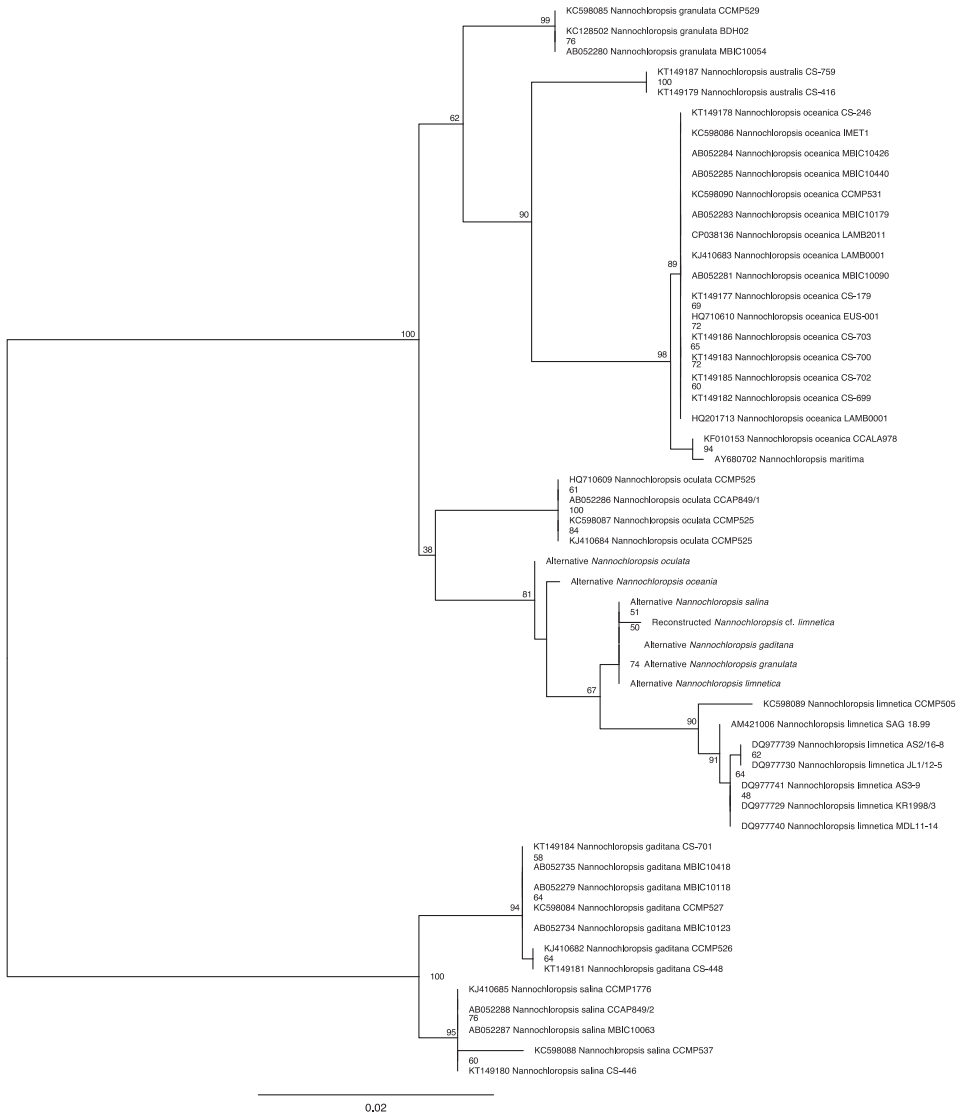 KC598085 Nannochloropsis granulata CCMP529
99
KC128502 Nannochloropsis granulata BDH02
76
AB052280 Nannochloropsis granulata MBIC10054
KT149187 Nannochloropsis australis CS-759
100
KT149179 Nannochloropsis australis CS-416
KT149178 Nannochloropsis oceanica CS-246
62
KC598086 Nannochloropsis oceanica IMET1
AB052284 Nannochloropsis oceanica MBIC10426
AB052285 Nannochloropsis oceanica MBIC10440
KC598090 Nannochloropsis oceanica CCMP531
90
AB052283 Nannochloropsis oceanica MBIC10179
CP038136 Nannochloropsis oceanica LAMB2011
KJ410683 Nannochloropsis oceanica LAMB0001
89
AB052281 Nannochloropsis oceanica MBIC10090
KT149177 Nannochloropsis oceanica CS-179
69
HQ710610 Nannochloropsis oceanica EUS-001
72
100
KT149186 Nannochloropsis oceanica CS-703
65
98
KT149183 Nannochloropsis oceanica CS-700
72
KT149185 Nannochloropsis oceanica CS-702
60
KT149182 Nannochloropsis oceanica CS-699
HQ201713 Nannochloropsis oceanica LAMB0001
KF010153 Nannochloropsis oceanica CCALA978
94
AY680702 Nannochloropsis maritima
HQ710609 Nannochloropsis oculata CCMP525
61
AB052286 Nannochloropsis oculata CCAP849/1
100
KC598087 Nannochloropsis oculata CCMP525
84
KJ410684 Nannochloropsis oculata CCMP525
38
Alternative Nannochloropsis oculata
Alternative Nannochloropsis oceania
81
Alternative Nannochloropsis salina
51
Reconstructed Nannochloropsis cf. limnetica
50
Alternative Nannochloropsis gaditana
74 Alternative Nannochloropsis granulata
Alternative Nannochloropsis limnetica
67
KC598089 Nannochloropsis limnetica CCMP505
90
AM421006 Nannochloropsis limnetica SAG 18.99
DQ977739 Nannochloropsis limnetica AS2/16-8
62
91
DQ977730 Nannochloropsis limnetica JL1/12-5
64
DQ977741 Nannochloropsis limnetica AS3-9
48
DQ977729 Nannochloropsis limnetica KR1998/3
DQ977740 Nannochloropsis limnetica MDL11-14
KT149184 Nannochloropsis gaditana CS-701
58
AB052735 Nannochloropsis gaditana MBIC10418
AB052279 Nannochloropsis gaditana MBIC10118
64
94
KC598084 Nannochloropsis gaditana CCMP527
AB052734 Nannochloropsis gaditana MBIC10123
KJ410682 Nannochloropsis gaditana CCMP526
64
KT149181 Nannochloropsis gaditana CS-448
100
KJ410685 Nannochloropsis salina CCMP1776
AB052288 Nannochloropsis salina CCAP849/2
76
95
AB052287 Nannochloropsis salina MBIC10063
KC598088 Nannochloropsis salina CCMP537
60
KT149180 Nannochloropsis salina CS-446
0.02